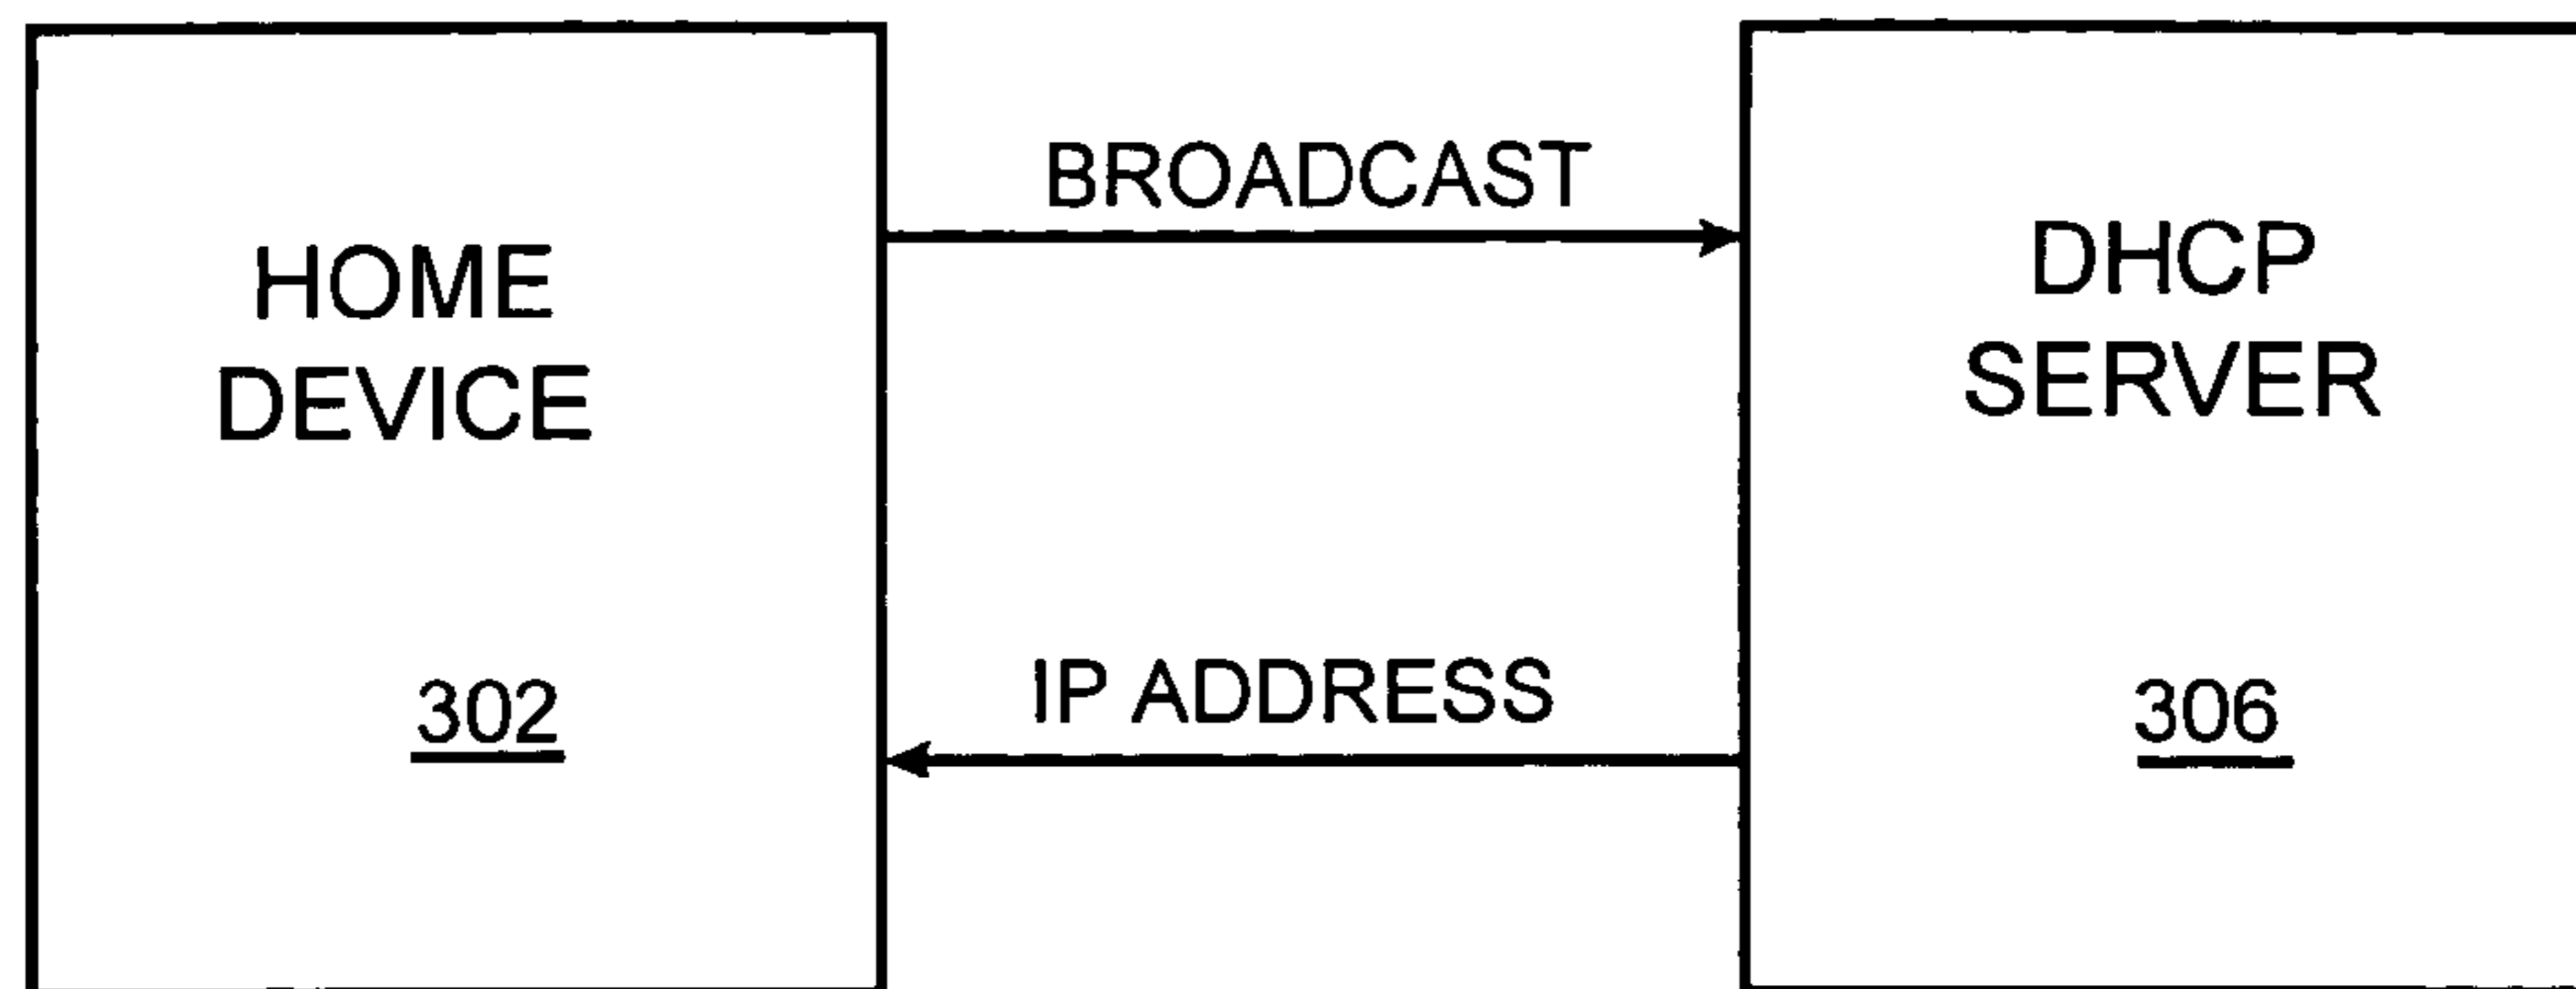 HOME
DEVICE
302
BROADCAST
IP ADDRESS
DHCP
SERVER
306